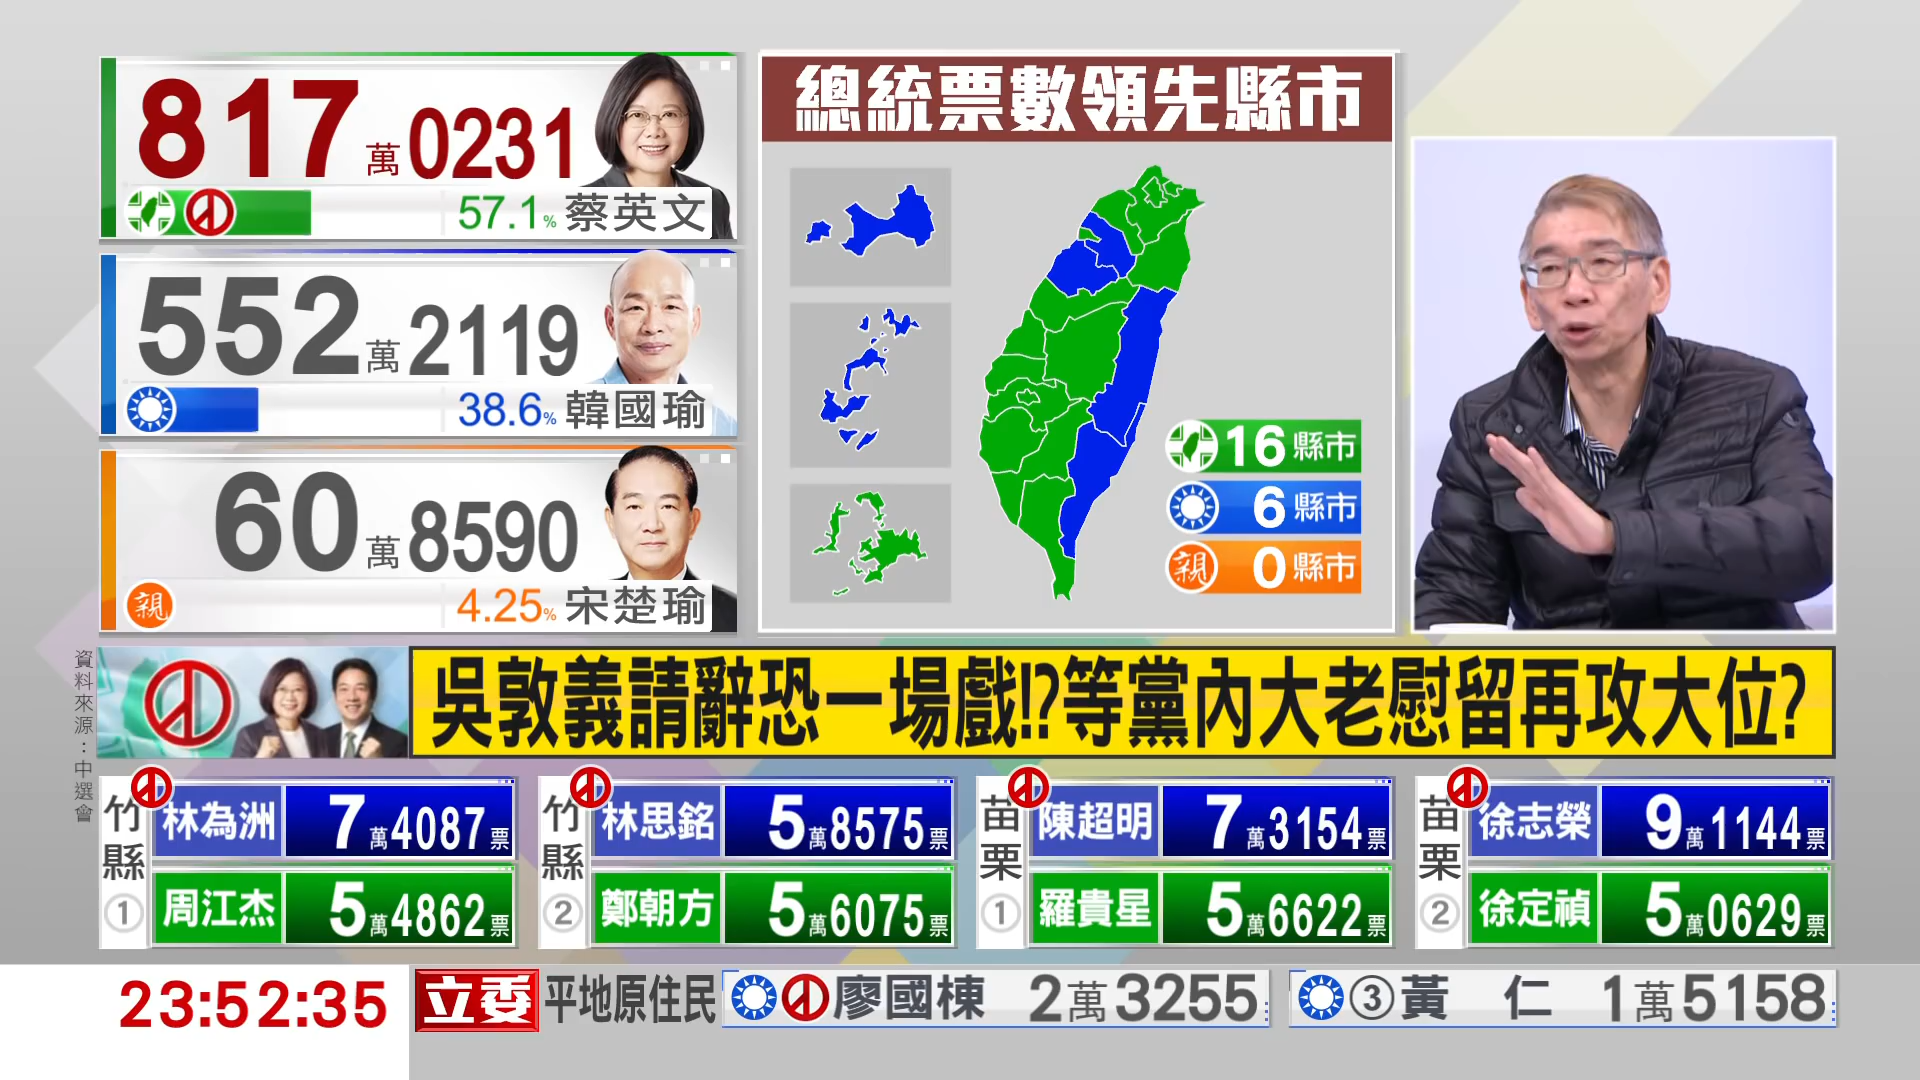 817萬0231
57.1% 蔡英文
552萬2119
38.6% 韓國瑜
親
60萬8590
4.25% 宋楚瑜
總統票數領先縣市
16縣市
6縣市
親 0縣市
資料來源：中選會
吳敦義請辭恐一場戲!?等黨內大老慰留再攻大位?
竹縣①
林為洲 7萬4087票
周江杰 5萬4862票
竹縣②
林思銘 5萬8575票
鄭朝方 5萬6075票
苗栗①
陳超明 7萬3154票
羅貴星 5萬6622票
苗栗②
徐志榮 9萬1144票
徐定禎 5萬0629票
23:52:35
立委 平地原住民 廖國棟 2萬3255 ③黃 仁 1萬5158